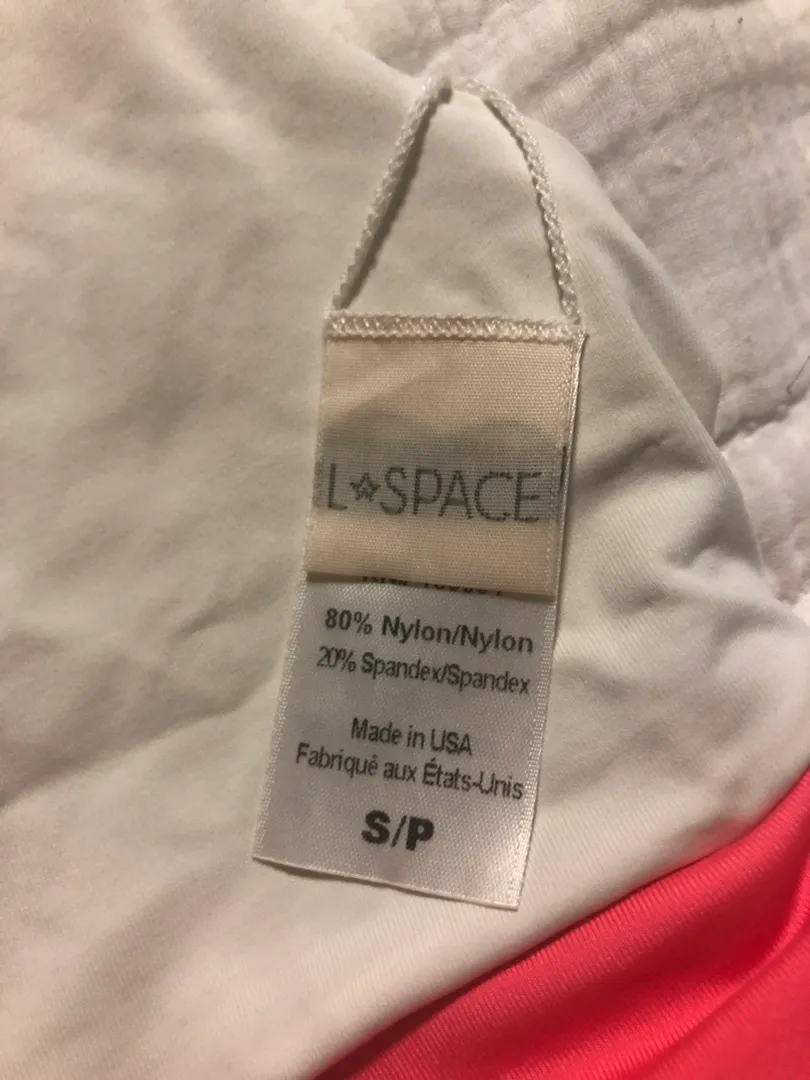 L☆SPACE
80% Nylon/Nylon
20% Spandex/Spandex
Made in USA
Fabriqué aux États-Unis
S/P